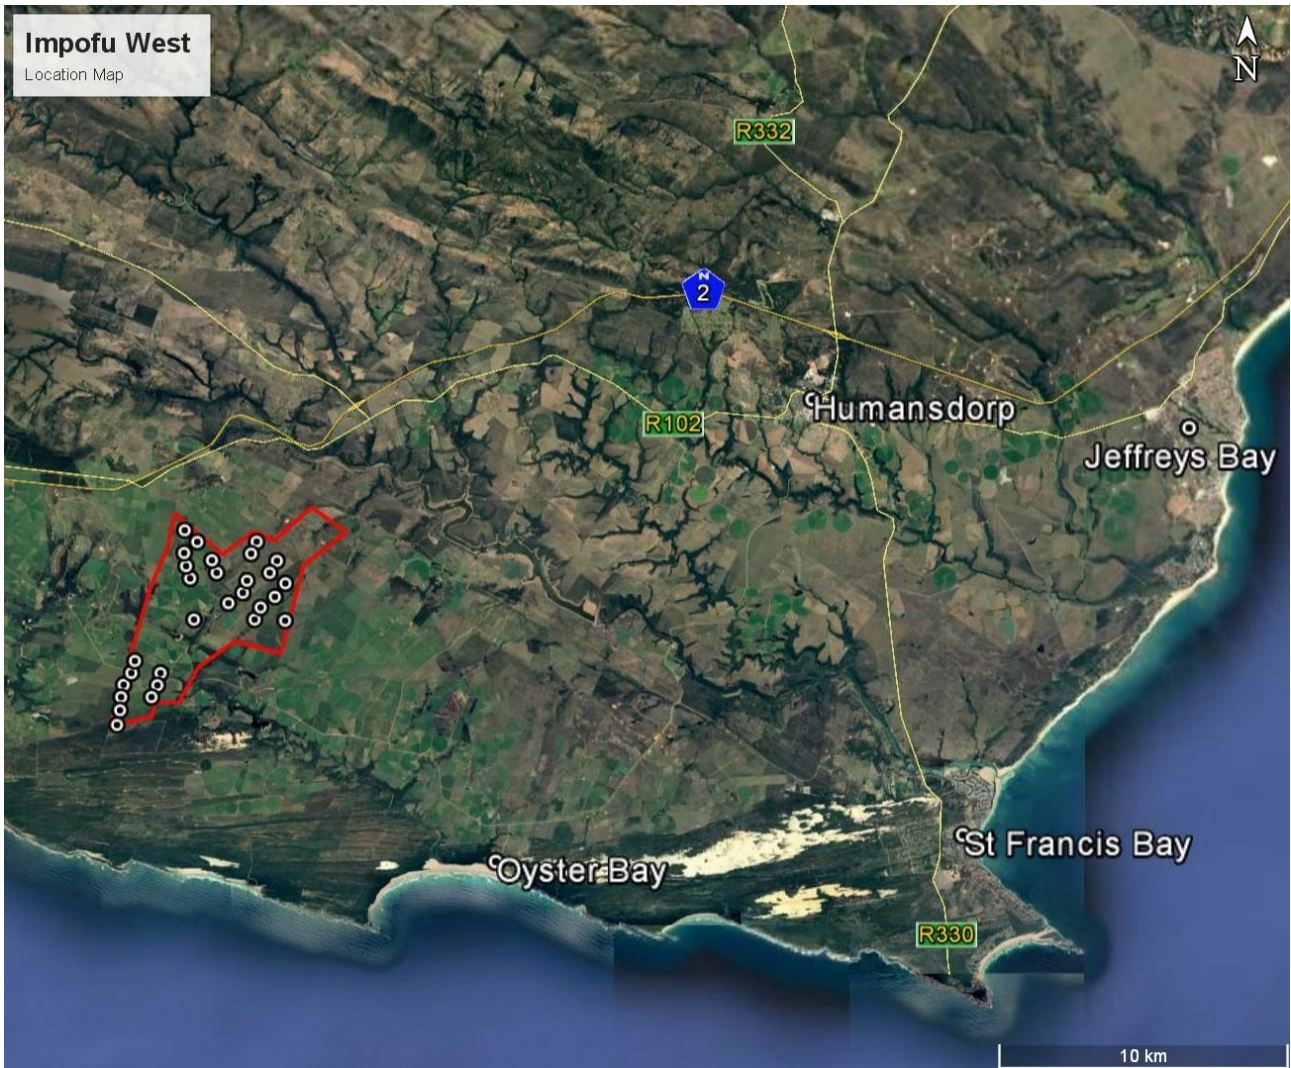 Impofu West
Location Map
N
R332
N
2
Humansdorp
R102
Jeffreys Bay
St Francis Bay
Oyster Bay
R330
10 km